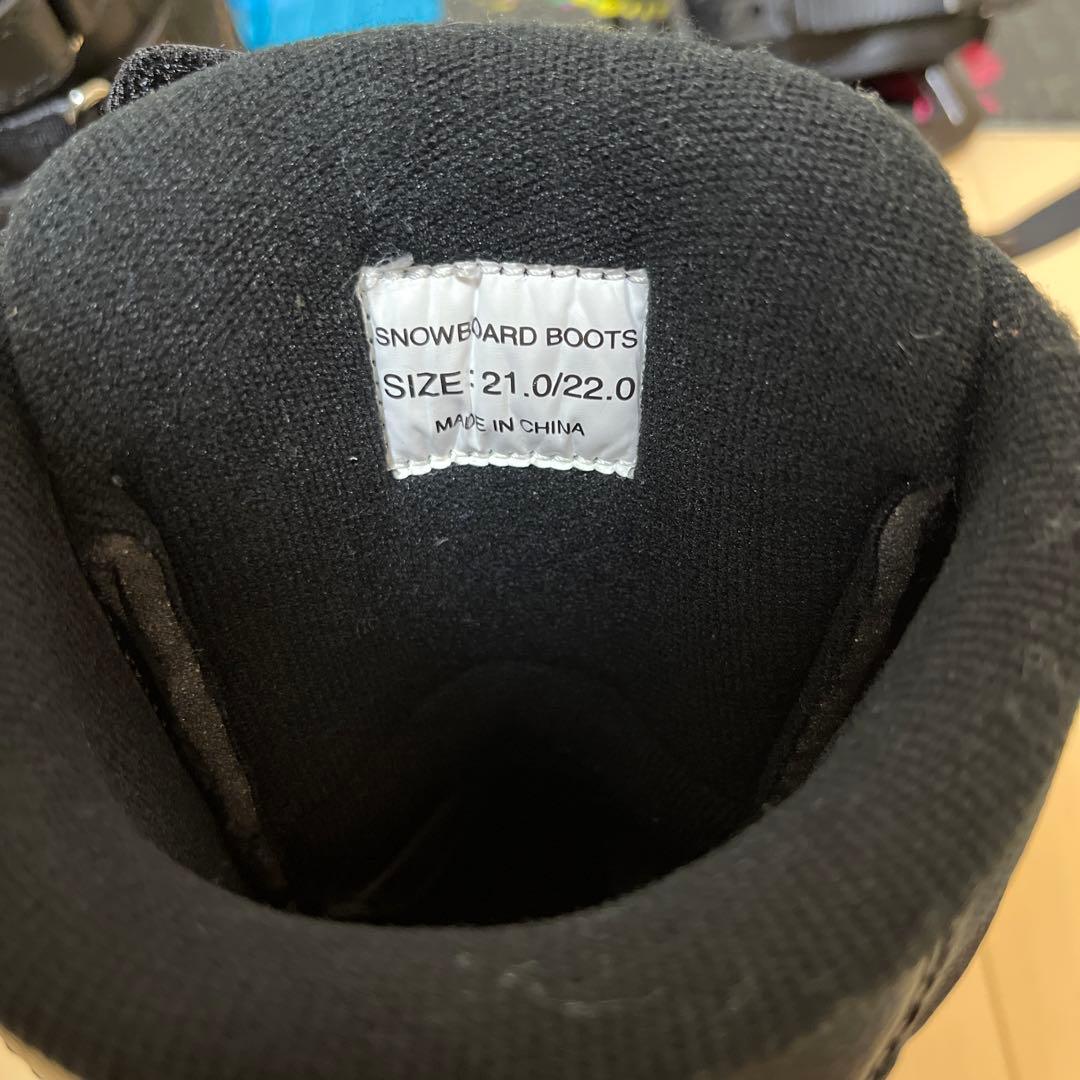 SNOWBOARD BOOTS
SIZE: 21.0/22.0
MADE IN CHINA